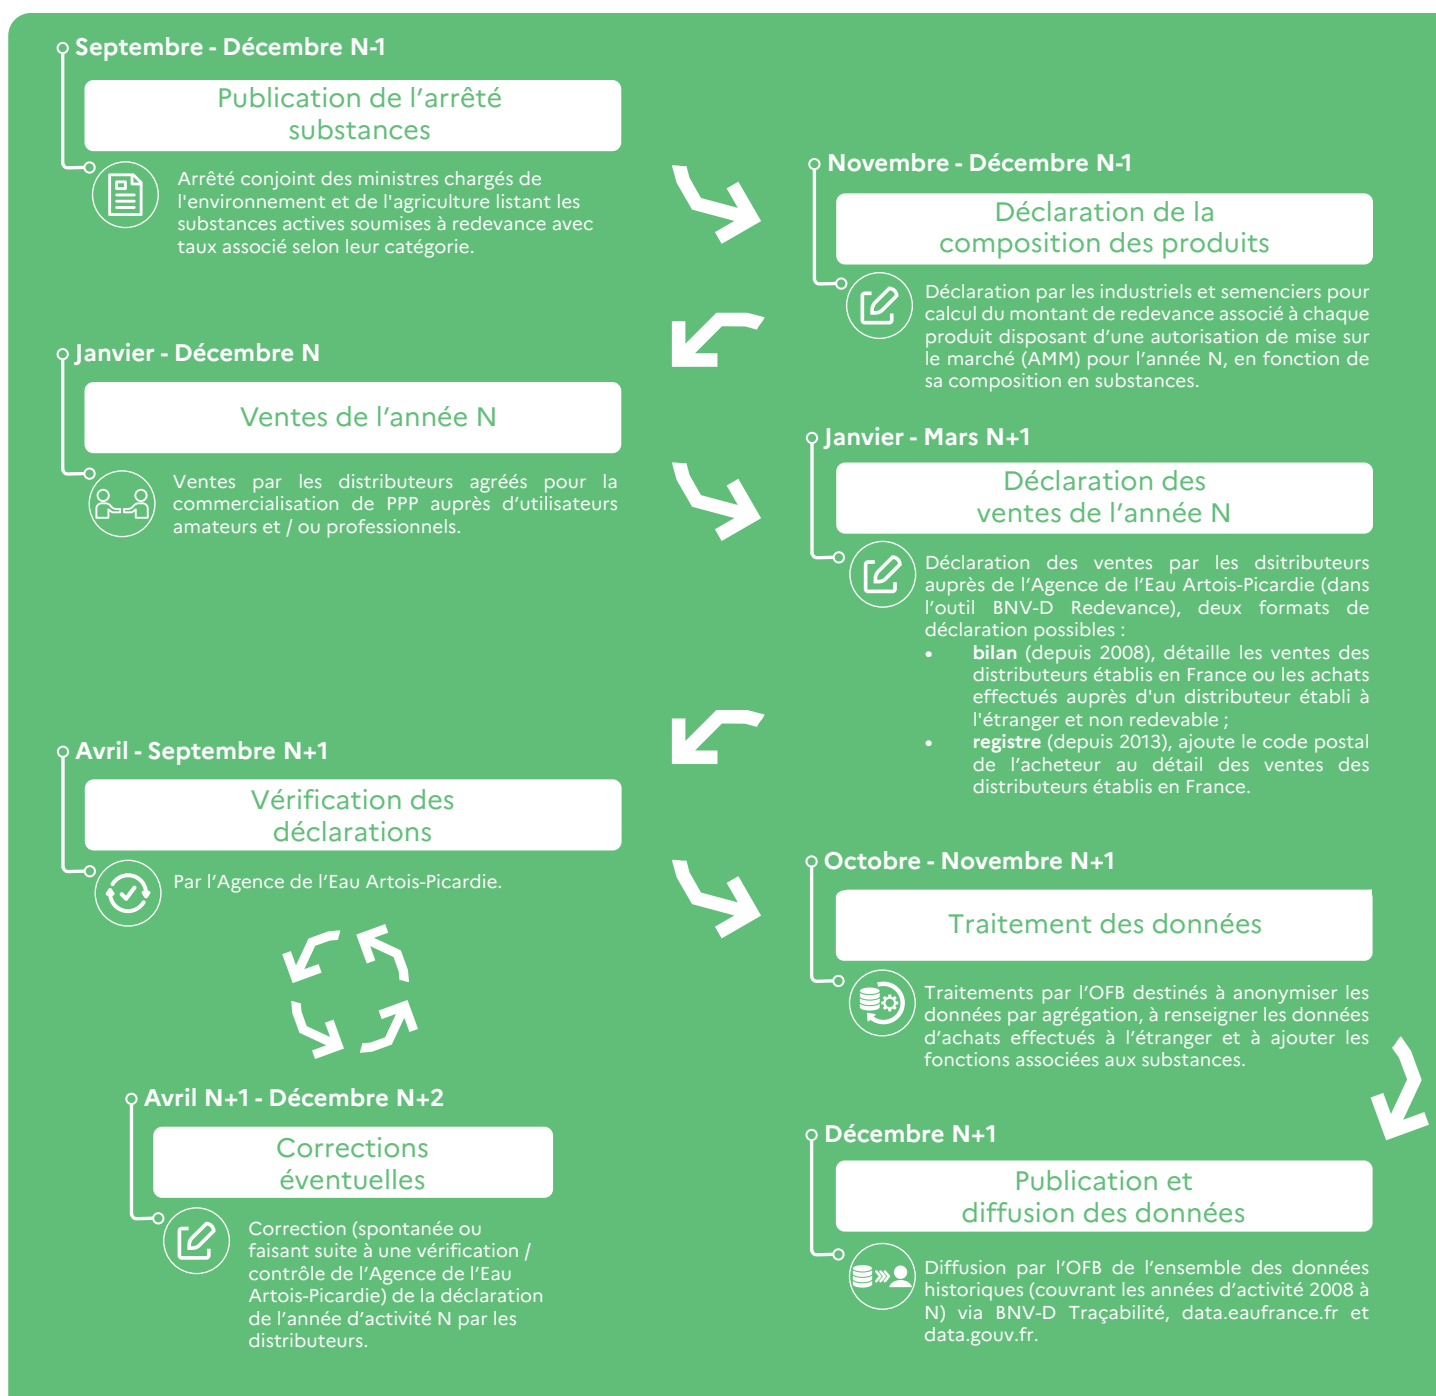 Septembre - Décembre N-1
Publication de l'arrêté
substances
Arrêté conjoint des ministres chargés de
l'environnement et de l'agriculture listant les
substances actives soumises à redevance avec
taux associé selon leur catégorie.
Novembre - Décembre N-1
Déclaration de la
composition des produits
Déclaration par les industriels et semenciers pour
calcul du montant de redevance associé à chaque
produit disposant d'une autorisation de mise sur
le marché (AMM) pour l'année N, en fonction de
sa composition en substances.
Janvier - Décembre N
Ventes de l'année N
Ventes par les distributeurs agréés pour la
commercialisation de PPP auprès d'utilisateurs
amateurs et / ou professionnels.
Janvier - Mars N+1
Déclaration des
ventes de l'année N
Déclaration des ventes par les dsitributeurs
auprès de l'Agence de l'Eau Artois-Picardie (dans
l'outil BNV-D Redevance), deux formats de
déclaration possibles :
• bilan (depuis 2008), détaille les ventes des
distributeurs établis en France ou les achats
effectués auprès d'un distributeur établi à
l'étranger et non redevable ;
• registre (depuis 2013), ajoute le code postal
de l'acheteur au détail des ventes des
distributeurs établis en France.
Avril - Septembre N+1
Vérification des
déclarations
Par l'Agence de l'Eau Artois-Picardie.
Octobre - Novembre N+1
Traitement des données
Traitements par l'OFB destinés à anonymiser les
données par agrégation, à renseigner les données
d'achats effectués à l'étranger et à ajouter les
fonctions associées aux substances.
Avril N+1 - Décembre N+2
Corrections
éventuelles
Correction (spontanée ou
faisant suite à une vérification /
contrôle de l'Agence de l'Eau
Artois-Picardie) de la déclaration
de l'année d'activité N par les
distributeurs.
Décembre N+1
Publication et
diffusion des données
Diffusion par l'OFB de l'ensemble des données
historiques (couvrant les années d'activité 2008 à
N) via BNV-D Traçabilité, data.eaufrance.fr et
data.gouv.fr.